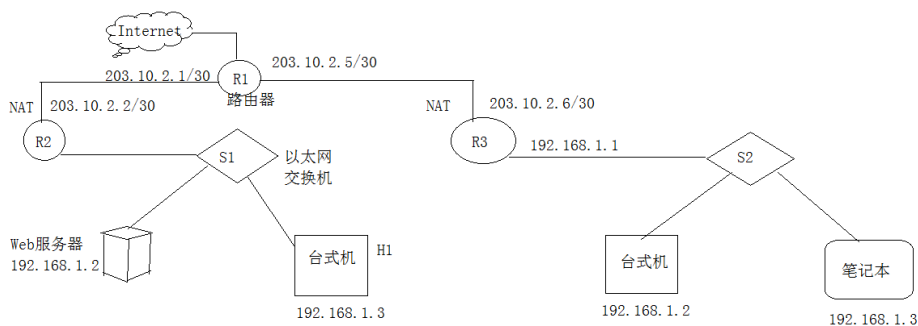 Internet
203.10.2.5/30
203.10.2.1/30
R1
路由器
NAT
203.10.2.2/30
NAT
203.10.2.6/30
R2
R3
192.168.1.1
S1
以太网
交换机
S2
Web服务器
192.168.1.2
台式机
H1
192.168.1.3
台式机
192.168.1.2
笔记本
192.168.1.3